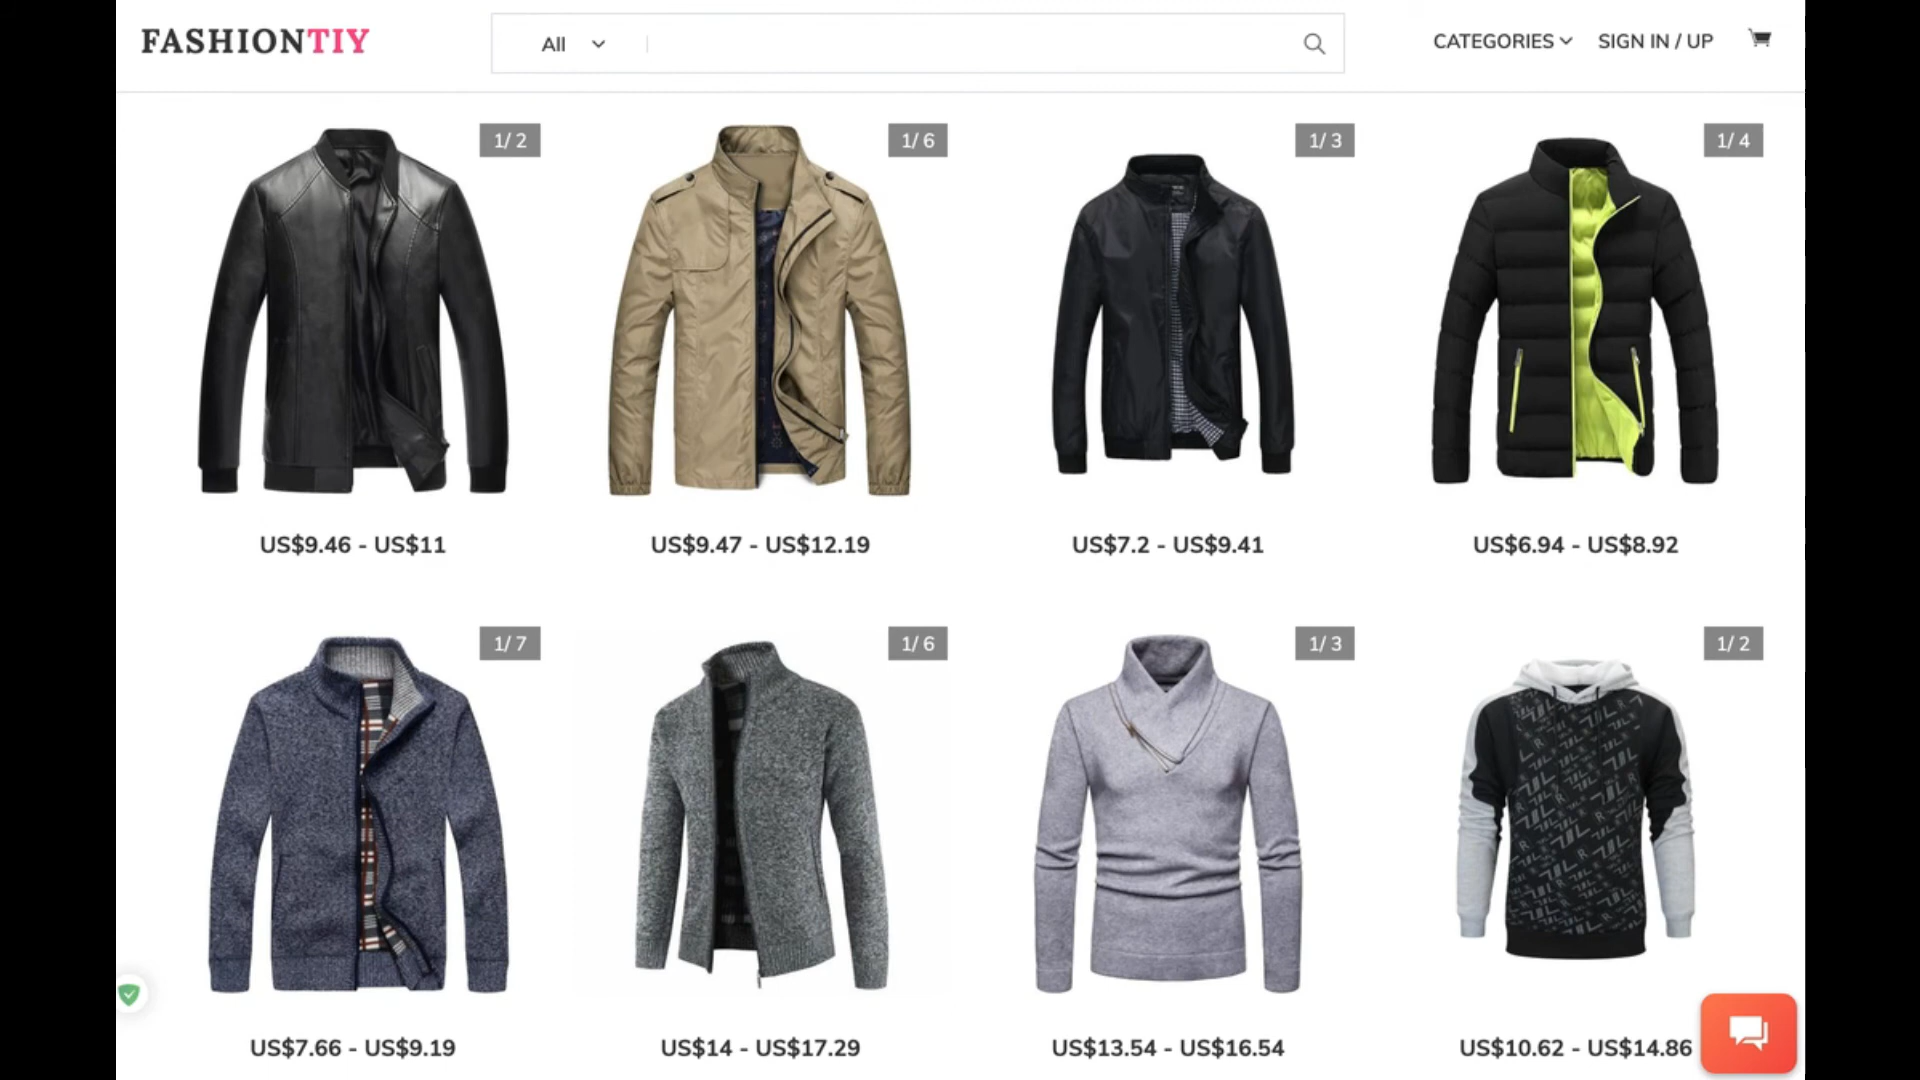 FASHIONTIY
All
CATEGORIES
SIGN IN / UP
1/ 2
1/ 6
1/ 3
1/ 4
US$9.46 - US$11
US$9.47 - US$12.19
US$7.2 - US$9.41
US$6.94 - US$8.92
1/ 7
1/ 6
1/ 3
1/ 2
US$7.66 - US$9.19
US$14 - US$17.29
US$13.54 - US$16.54
US$10.62 - US$14.86